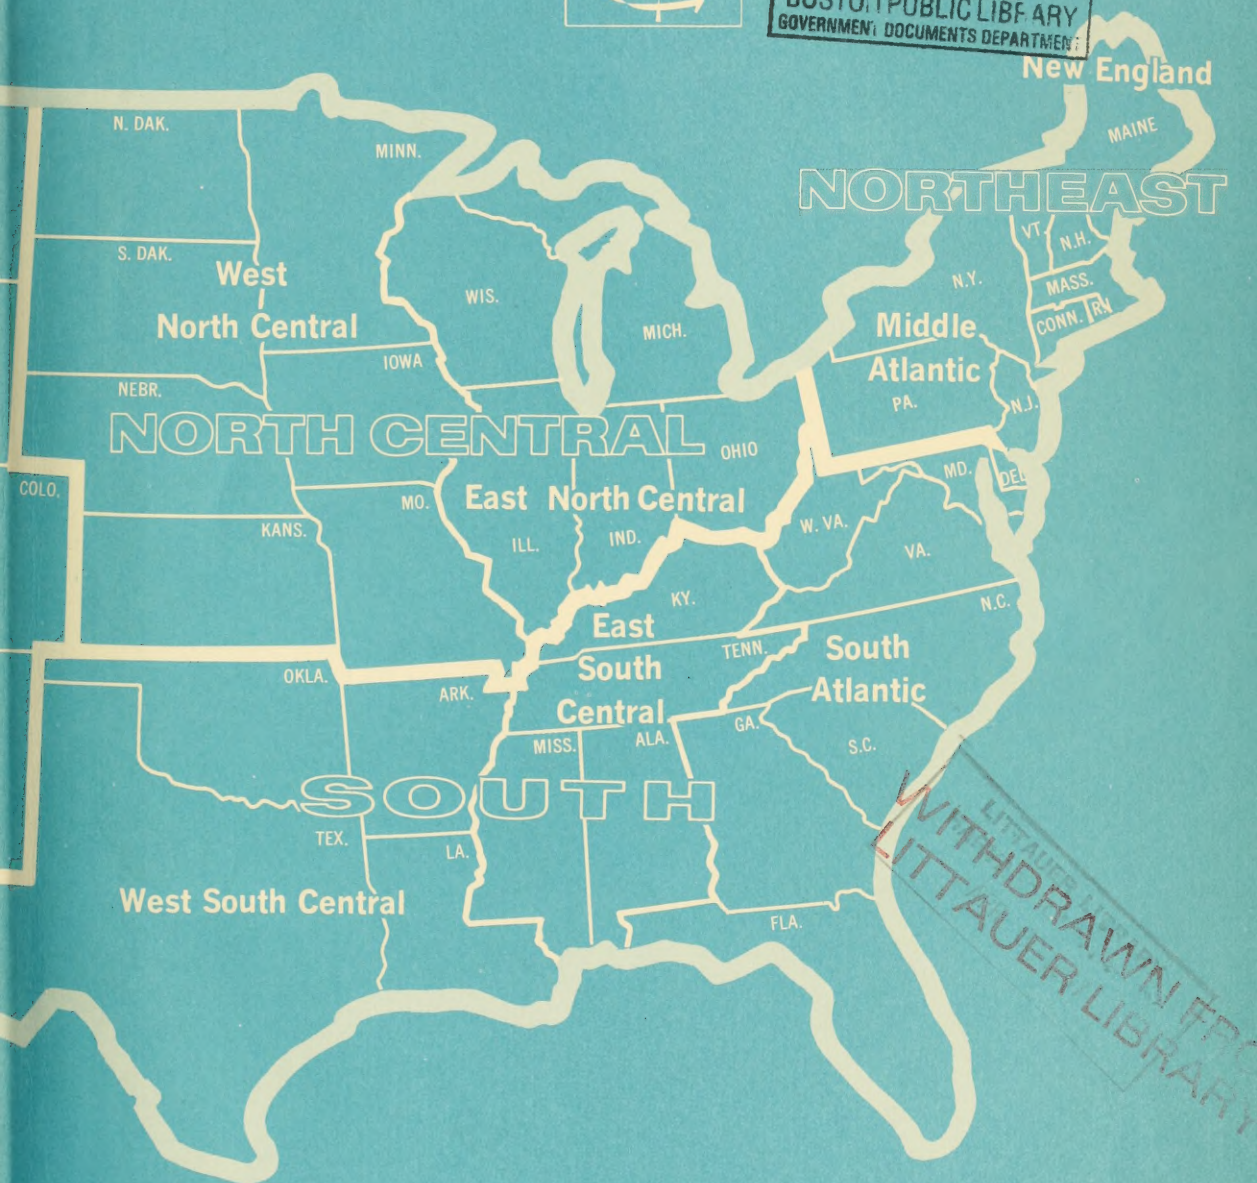 BOSTON PUBLIC LIBRARY
GOVERNMENT DOCUMENTS DEPARTMENT
New England
MAINE
N. DAK.
MINN.
NORTHEAST
VT.
N.H.
S. DAK.
West
North Central
WIS.
MICH.
N.Y.
MASS.
CONN.
R.I.
Middle
Atlantic
PA.
N.J.
IOWA
NEBR.
NORTH CENTRAL
OHIO
MD.
DEL.
COLO.
MO.
East North Central
KANS.
ILL.
IND.
W. VA.
VA.
KY.
N.C.
East
South
Central
TENN.
South
Atlantic
OKLA.
ARK.
MISS.
ALA.
GA.
S.C.
SOUTH
TEX.
LA.
West South Central
FLA.
LITTAUER LIBRARY
WITHDRAWN FRO
LITTAUER LIBRARY